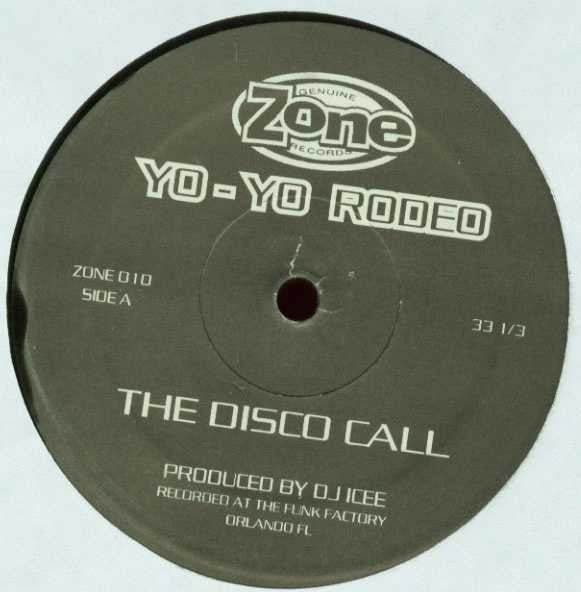 GENUINE
Zone
RECORDS
YO-YO RODEO
ZONE 010
SIDE A
33 1/3
THE DISCO CALL
PRODUCED BY DJ ICEE
RECORDED AT THE FUNK FACTORY
ORLANDO FL